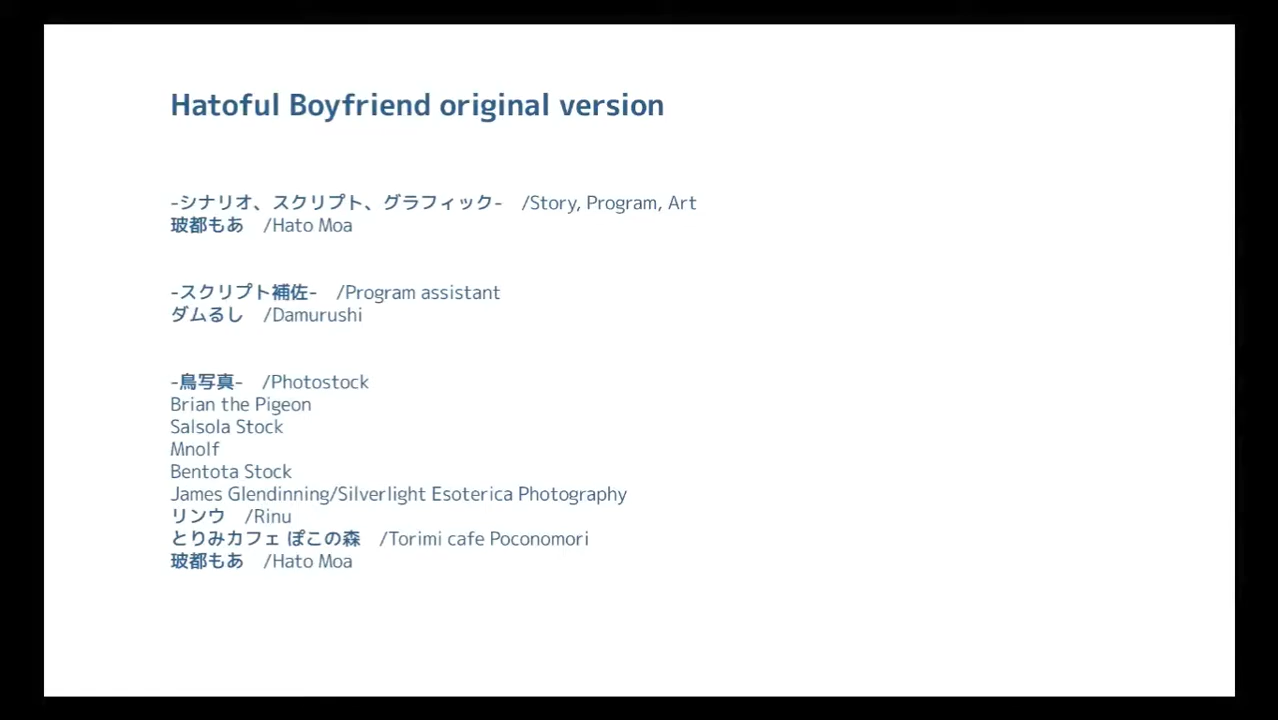 Hatoful Boyfriend original version
-シナリオ、スクリプト、グラフィック- /Story, Program, Art
玻都もあ /Hato Moa
-スクリプト補佐- /Program assistant
ダムるし /Damurushi
-鳥写真- /Photostock
Brian the Pigeon
Salsola Stock
Mnolf
Bentota Stock
James Glendinning/Silverlight Esoterica Photography
リンウ /Rinu
とりみカフェ ぽこの森 /Torimi cafe Poconomori
玻都もあ /Hato Moa